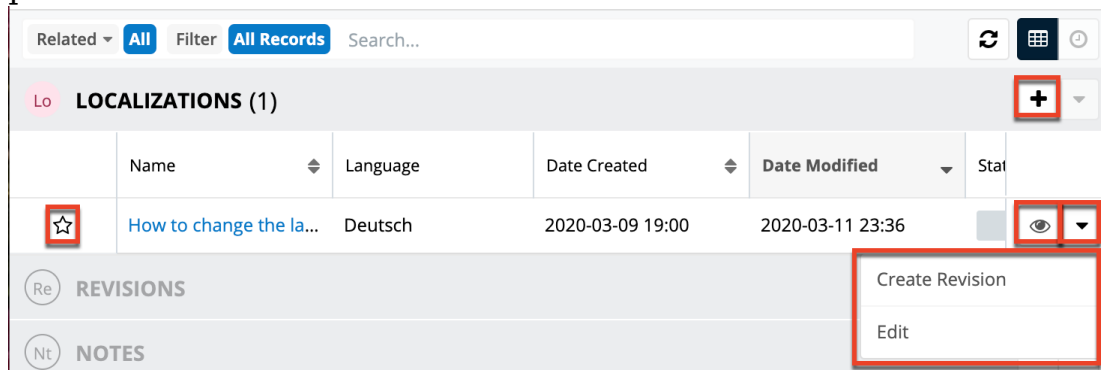 Related All Filter All Records Search...
Lo LOCALIZATIONS (1)
Name Language Date Created Date Modified Stat
How to change the la... Deutsch 2020-03-09 19:00 2020-03-11 23:36
Create Revision
Re REVISIONS
Edit
Nt NOTES